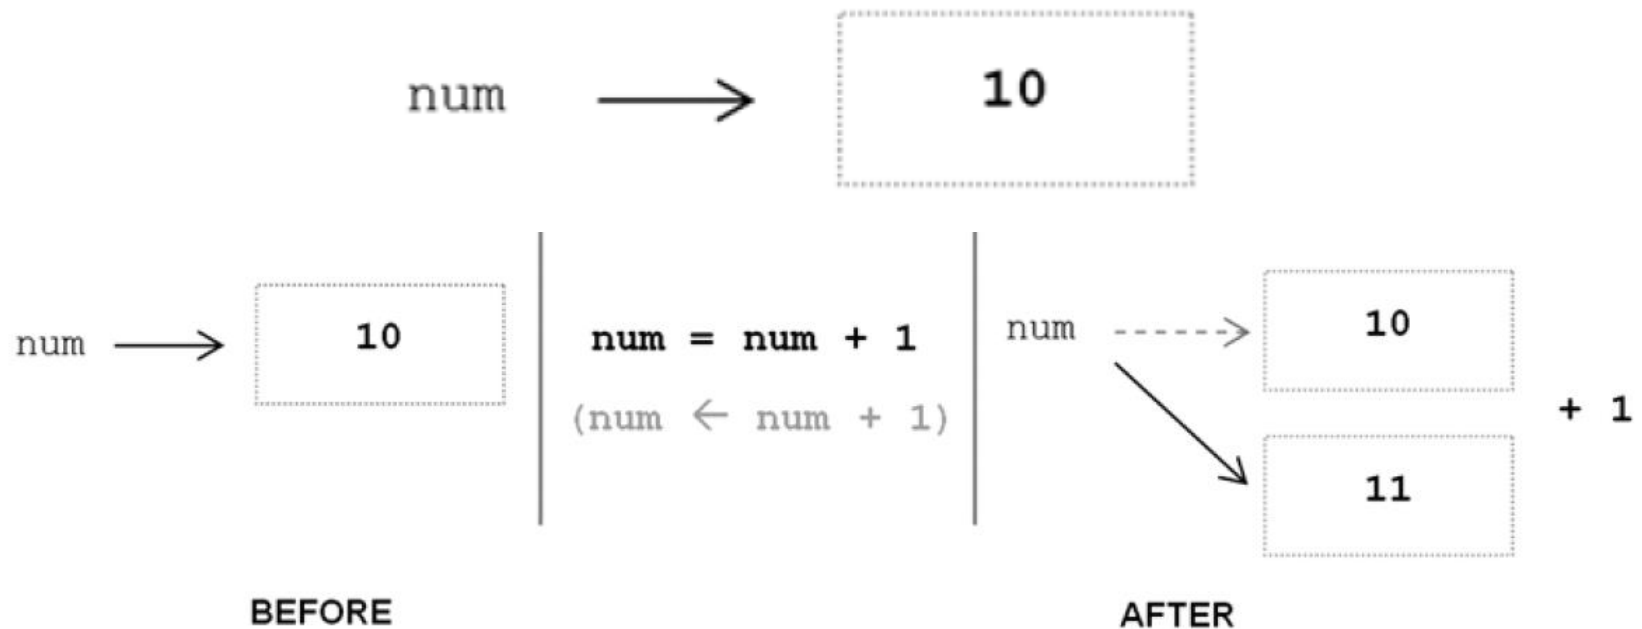 num 10
num 10
num = num + 1
(num ← num + 1)
num 10
+ 1
11
BEFORE
AFTER